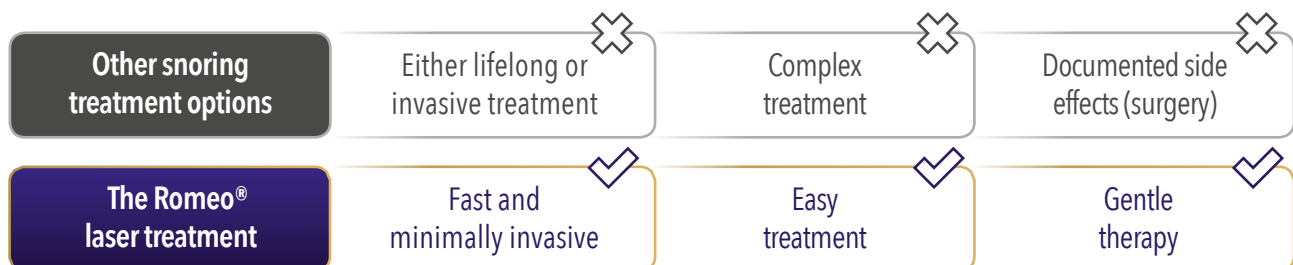 Other snoring
treatment options
Either lifelong or
invasive treatment
Complex
treatment
Documented side
effects (surgery)
The Romeo®
laser treatment
Fast and
minimally invasive
Easy
treatment
Gentle
therapy